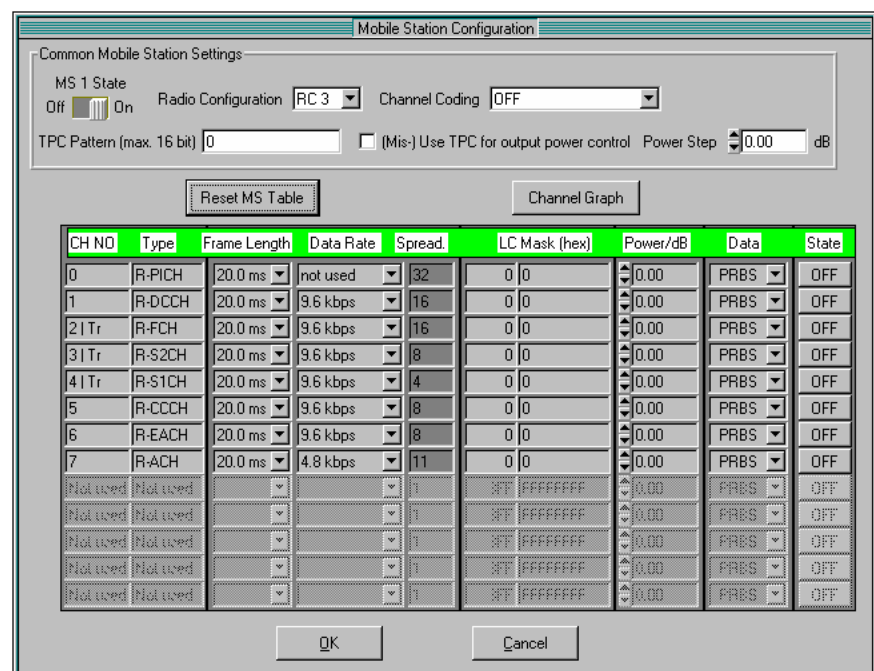 Mobile Station Configuration
Common Mobile Station Settings
MS 1 State
Off On Radio Configuration RC 3 Channel Coding OFF
TPC Pattern (max. 16 bit) 0 (Mis-) Use TPC for output power control Power Step 0.00 dB
Reset MS Table Channel Graph
CH NO Type Frame Length Data Rate Spread. LC Mask (hex) Power/dB Data State
0 R-PICH 20.0 ms not used 32 0 0 0.00 PRBS OFF
1 R-DCCH 20.0 ms 9.6 kbps 16 0 0 0.00 PRBS OFF
2 | Tr R-FCH 20.0 ms 9.6 kbps 16 0 0 0.00 PRBS OFF
3 | Tr R-S2CH 20.0 ms 9.6 kbps 8 0 0 0.00 PRBS OFF
4 | Tr R-S1CH 20.0 ms 9.6 kbps 4 0 0 0.00 PRBS OFF
5 R-CCCH 20.0 ms 9.6 kbps 8 0 0 0.00 PRBS OFF
6 R-EACH 20.0 ms 9.6 kbps 8 0 0 0.00 PRBS OFF
7 R-ACH 20.0 ms 4.8 kbps 11 0 0 0.00 PRBS OFF
Not used Not used 1 3FF FFFFFFFF 0.00 PRBS OFF
Not used Not used 1 3FF FFFFFFFF 0.00 PRBS OFF
Not used Not used 1 3FF FFFFFFFF 0.00 PRBS OFF
Not used Not used 1 3FF FFFFFFFF 0.00 PRBS OFF
Not used Not used 1 3FF FFFFFFFF 0.00 PRBS OFF
OK Cancel